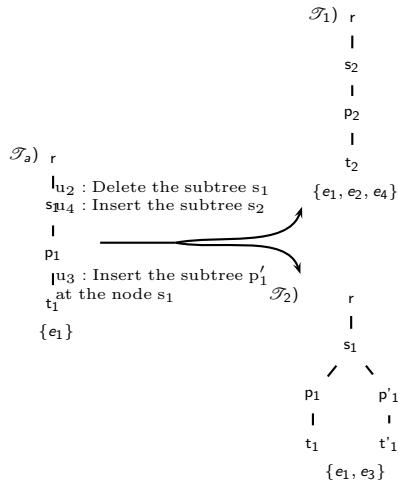 𝒯₁) r
s₂
p₂
t₂
{e₁, e₂, e₄}
𝒯ₐ) r
u₂ : Delete the subtree s₁
s₁
u₄ : Insert the subtree s₂
p₁
u₃ : Insert the subtree p′₁
at the node s₁
t₁
{e₁}
𝒯₂) r
s₁
p₁ p'₁
t₁ t'₁
{e₁, e₃}